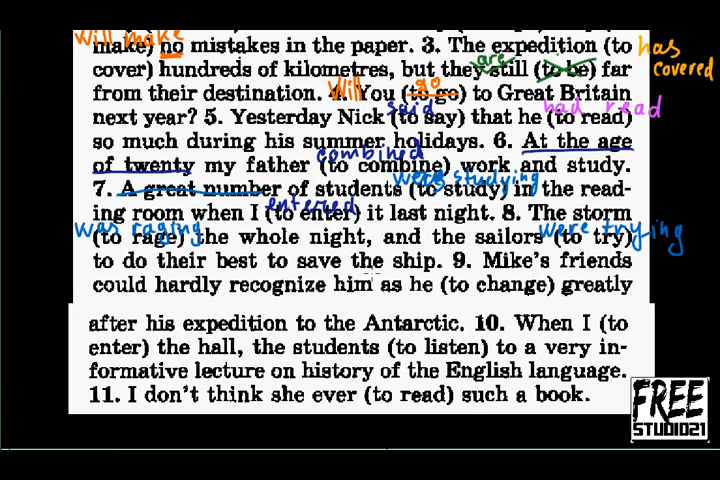 will make
make) no mistakes in the paper. 3. The expedition (to has
are
cover) hundreds of kilometres, but they still (to be) far covered
from their destination. 4. Will You (to go) go to Great Britain
said had read
next year? 5. Yesterday Nick (to say) that he (to read)
so much during his summer holidays. 6. At the age
combined
of twenty my father (to combine) work and study.
were studying
7. A great number of students (to study) in the read-
entered
ing room when I (to enter) it last night. 8. The storm
was raging were trying
(to rage) the whole night, and the sailors (to try)
to do their best to save the ship. 9. Mike's friends
could hardly recognize him as he (to change) greatly
after his expedition to the Antarctic. 10. When I (to
enter) the hall, the students (to listen) to a very in-
formative lecture on history of the English language.
11. I don't think she ever (to read) such a book.
FREE
STUDIO21